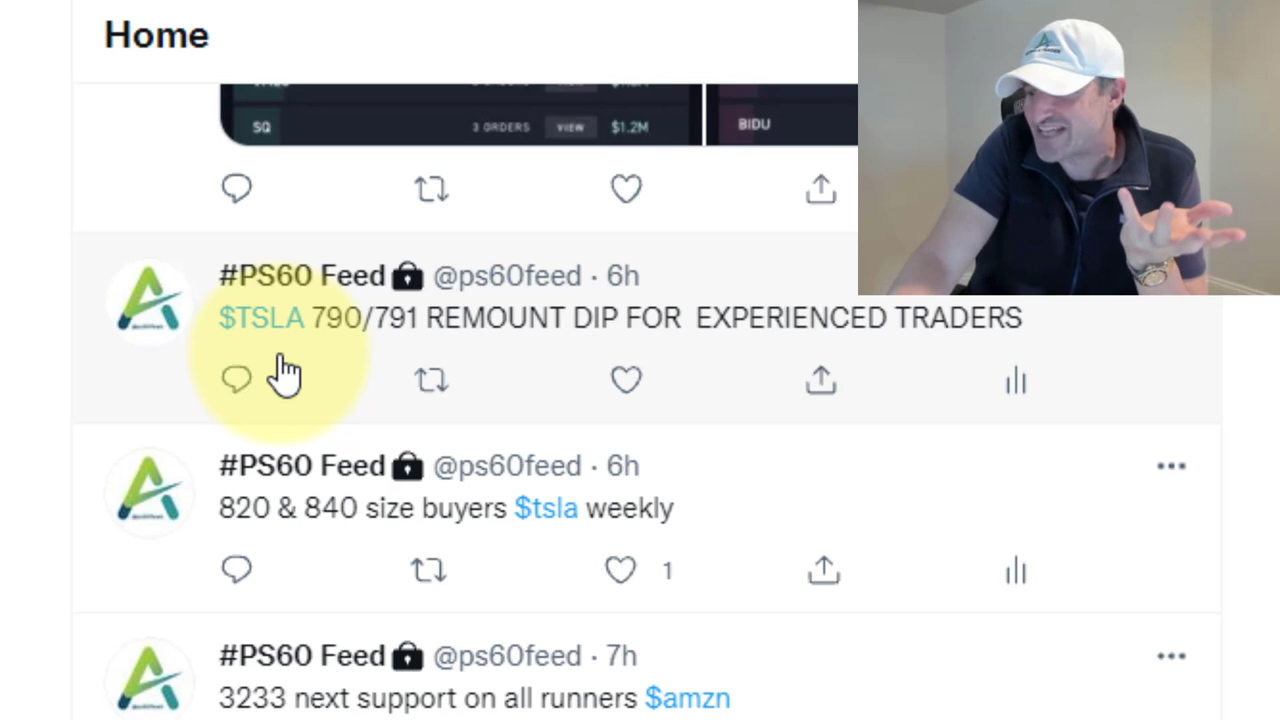 Home
SQ 3 ORDERS VIEW $1.2M
BIDU
#PS60 Feed @ps60feed · 6h
$TSLA 790/791 REMOUNT DIP FOR EXPERIENCED TRADERS
#PS60 Feed @ps60feed · 6h
820 & 840 size buyers $tsla weekly
1
#PS60 Feed @ps60feed · 7h
3233 next support on all runners $amzn